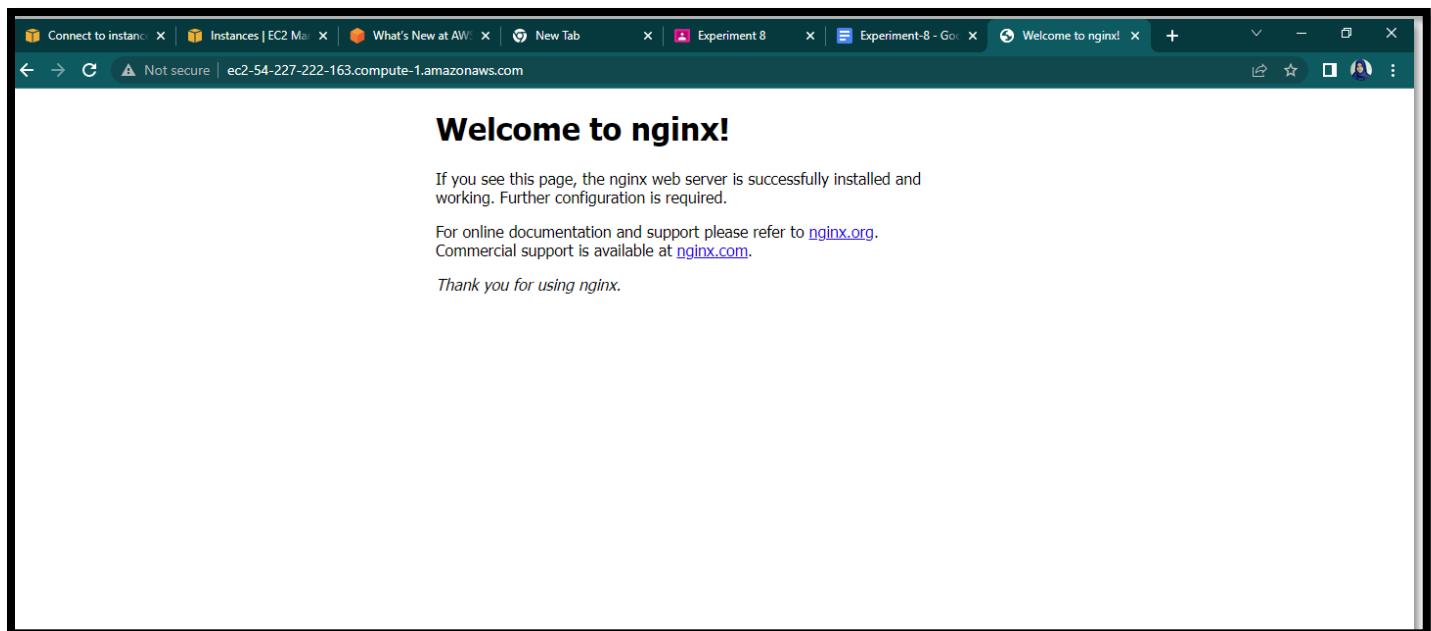 Connect to instanc
Instances | EC2 Mar
What's New at AWS
New Tab
Experiment 8
Experiment-8 - Goo
Welcome to nginx!
Not secure
ec2-54-227-222-163.compute-1.amazonaws.com
Welcome to nginx!
If you see this page, the nginx web server is successfully installed and
working. Further configuration is required.
For online documentation and support please refer to nginx.org.
Commercial support is available at nginx.com.
Thank you for using nginx.